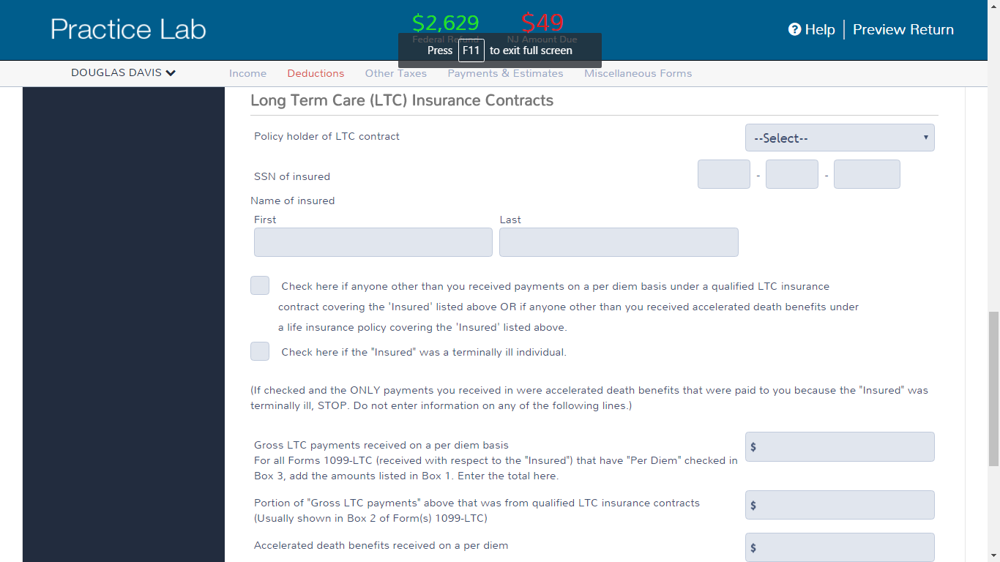 Practice Lab
$2,629
$49
Federal Refund
NJ Amount Due
Press F11 to exit full screen
Help
Preview Return
DOUGLAS DAVIS
Income
Deductions
Other Taxes
Payments & Estimates
Miscellaneous Forms
Long Term Care (LTC) Insurance Contracts
Policy holder of LTC contract
--Select--
SSN of insured
- -
Name of insured
First
Last
Check here if anyone other than you received payments on a per diem basis under a qualified LTC insurance
contract covering the 'Insured' listed above OR if anyone other than you received accelerated death benefits under
a life insurance policy covering the 'Insured' listed above.
Check here if the "Insured" was a terminally ill individual.
(If checked and the ONLY payments you received in were accelerated death benefits that were paid to you because the "Insured" was
terminally ill, STOP. Do not enter information on any of the following lines.)
Gross LTC payments received on a per diem basis
$
For all Forms 1099-LTC (received with respect to the "Insured") that have "Per Diem" checked in
Box 3, add the amounts listed in Box 1. Enter the total here.
Portion of "Gross LTC payments" above that was from qualified LTC insurance contracts
$
(Usually shown in Box 2 of Form(s) 1099-LTC)
Accelerated death benefits received on a per diem
$